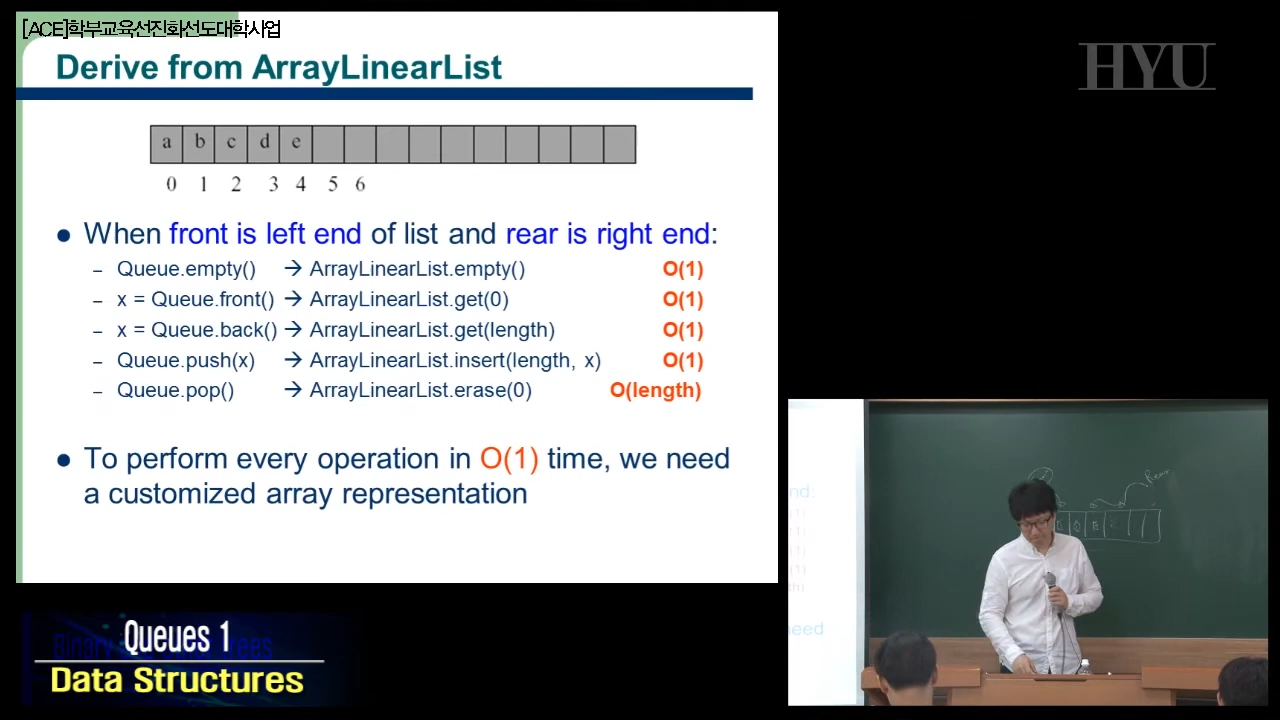 [ACE]학부교육선진화선도대학사업
HYU
Derive from ArrayLinearList
a b c d e
0 1 2 3 4 5 6
● When front is left end of list and rear is right end:
– Queue.empty() → ArrayLinearList.empty() O(1)
– x = Queue.front() → ArrayLinearList.get(0) O(1)
– x = Queue.back() → ArrayLinearList.get(length) O(1)
– Queue.push(x) → ArrayLinearList.insert(length, x) O(1)
– Queue.pop() → ArrayLinearList.erase(0) O(length)
● To perform every operation in O(1) time, we need
a customized array representation
nd:
need
Rear
Queues 1
Data Structures